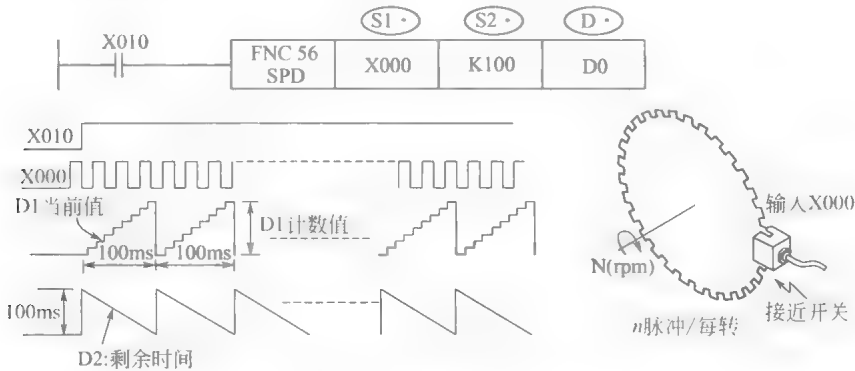 S1· S2· D·
X010
FNC 56
SPD
X000
K100
D0
X010
X000
D1当前值
D1计数值
100ms
100ms
100ms
D2:剩余时间
输入X000
N(rpm)
接近开关
n脉冲/每转